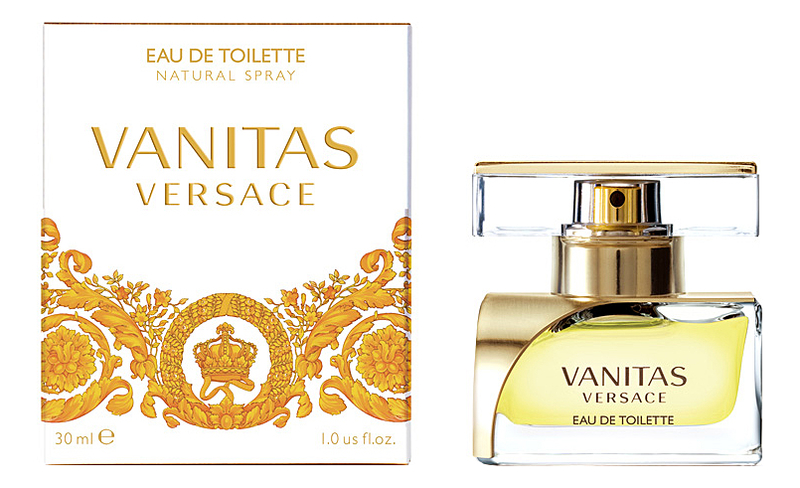 EAU DE TOILETTE
NATURAL SPRAY
VANITAS
VERSACE
30 ml ℮
1.0 us fl.oz.
VANITAS
VERSACE
EAU DE TOILETTE